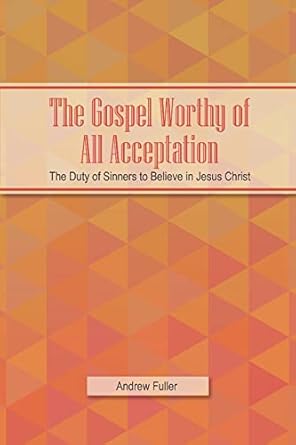 The Gospel Worthy of
All Acceptation
The Duty of Sinners to Believe in Jesus Christ
Andrew Fuller